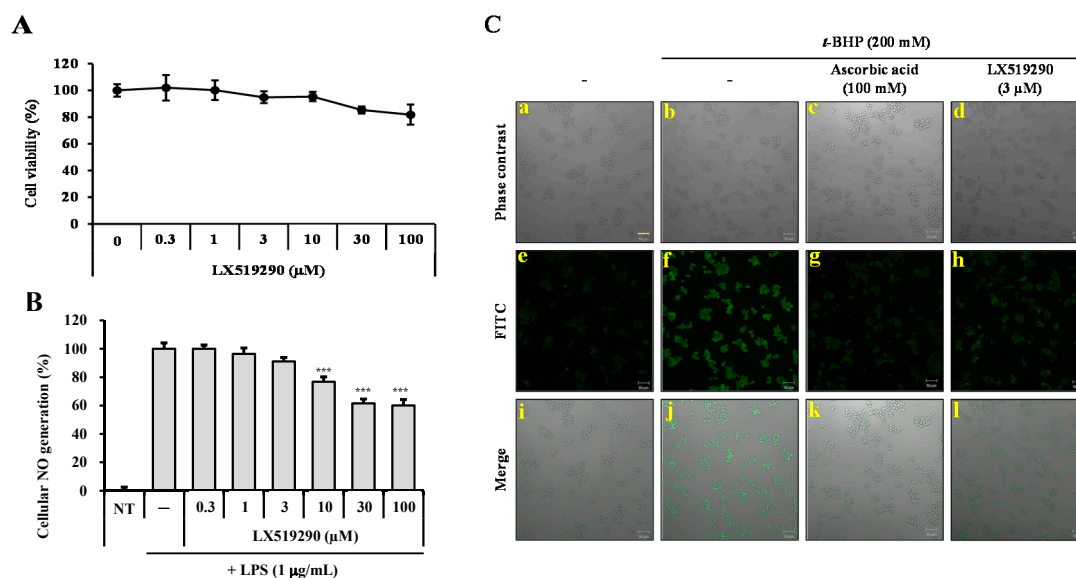 A
120
100
80
60
40
20
0
Cell viability (%)
0 0.3 1 3 10 30 100
LX519290 (μM)
B
120
100
80
60
40
20
0
Cellular NO generation (%)
*** *** ***
NT – 0.3 1 3 10 30 100
LX519290 (μM)
+ LPS (1 μg/mL)
C
t-BHP (200 mM)
– – Ascorbic acid LX519290
(100 mM) (3 μM)
Phase contrast
a b c d
FITC
e f g h
Merge
i j k l